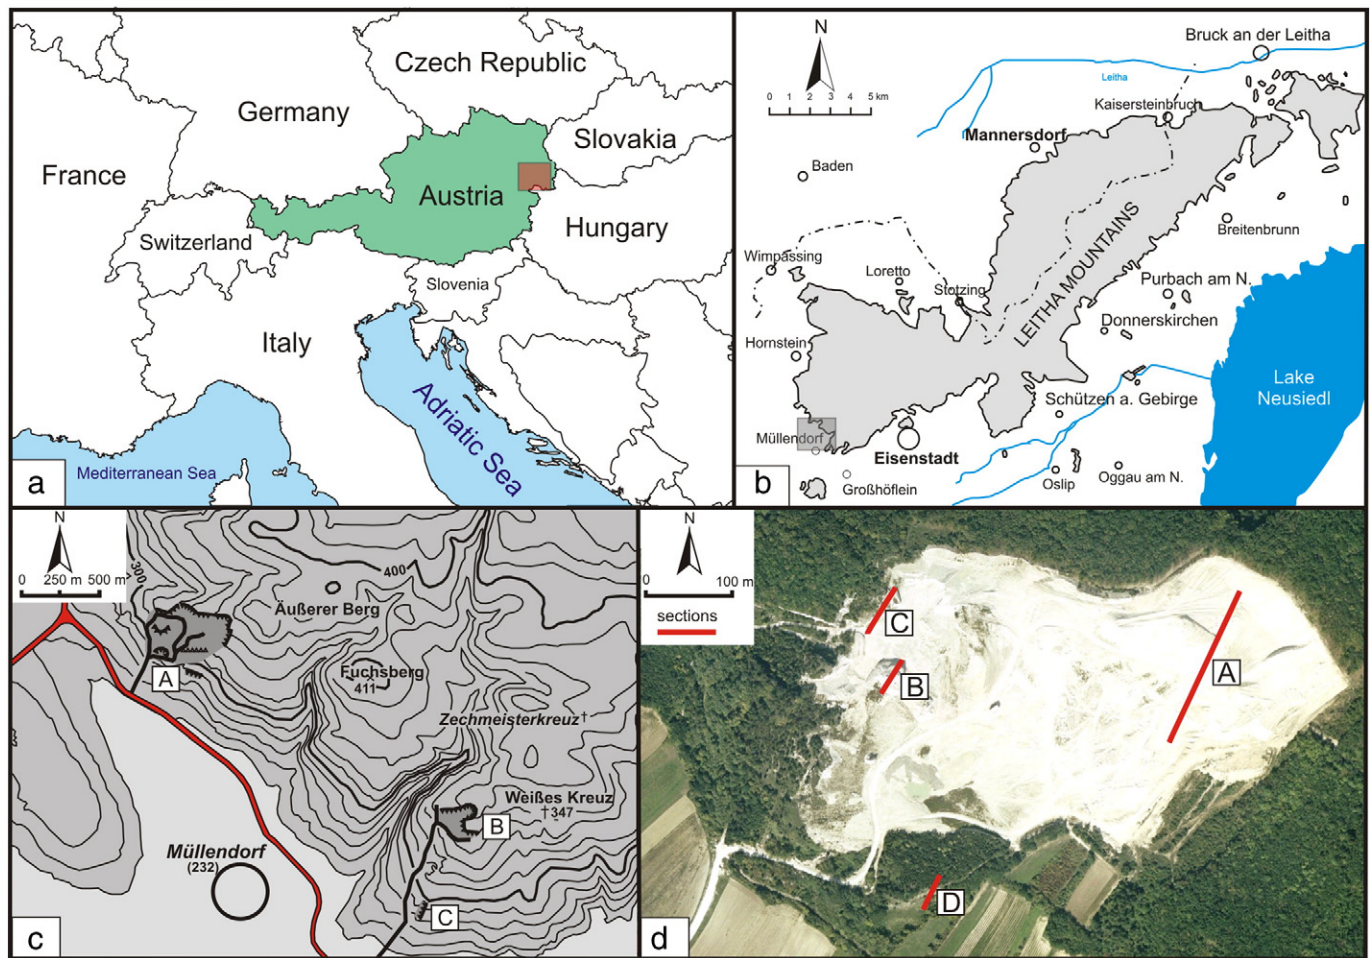 Czech Republic
Germany
Slovakia
France
Austria
Switzerland
Hungary
Slovenia
Italy
Adriatic Sea
Mediterranean Sea
a
N
0 1 2 3 4 5 km
Bruck an der Leitha
Leitha
Kaisersteinbruch
Mannersdorf
Baden
Breitenbrunn
Wimpassing
Loretto
Stotzing
LEITHA MOUNTAINS
Purbach am N.
Donnerskirchen
Hornstein
Lake
Neusiedl
Schützen a. Gebirge
Müllendorf
Eisenstadt
Großhöflein
Oslip
Oggau am N.
b
N
0 250 m 500 m
300
400
Äußerer Berg
A
Fuchsberg
411
Zechmeisterkreuz†
Weißes Kreuz
†347
B
Müllendorf
(232)
C
c
N
0 100 m
sections
C
B
A
D
d